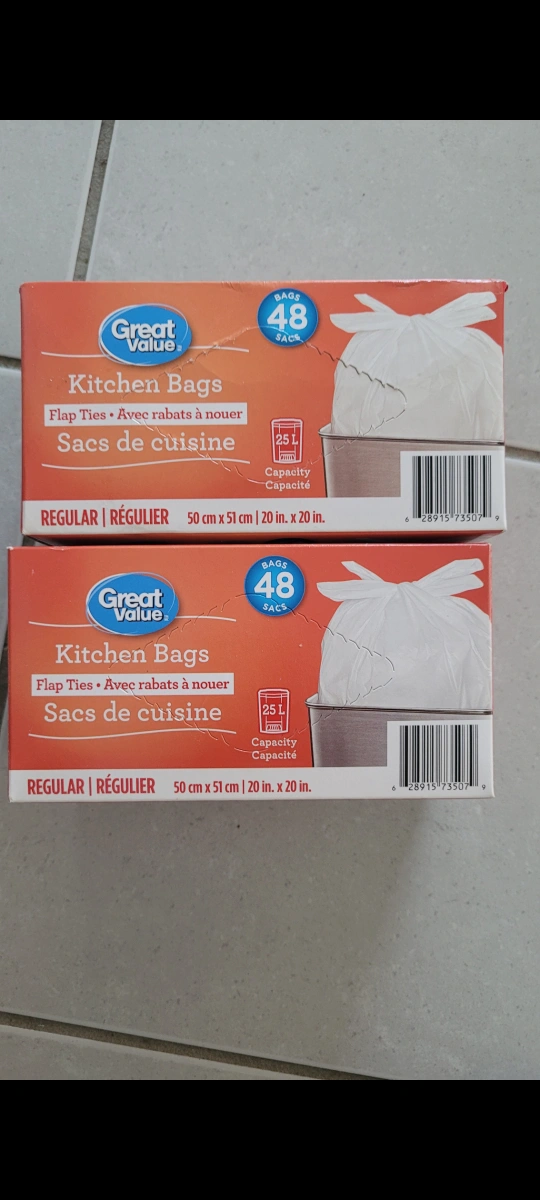 Great
Value
BAGS
48
SACS
Kitchen Bags
Flap Ties • Avec rabats à nouer
Sacs de cuisine
25 L
Capacity
Capacité
REGULAR | RÉGULIER 50 cm x 51 cm | 20 in. x 20 in.
6 28915 73507 9
Great
Value
BAGS
48
SACS
Kitchen Bags
Flap Ties • Avec rabats à nouer
Sacs de cuisine
25 L
Capacity
Capacité
REGULAR | RÉGULIER 50 cm x 51 cm | 20 in. x 20 in.
6 28915 73507 9